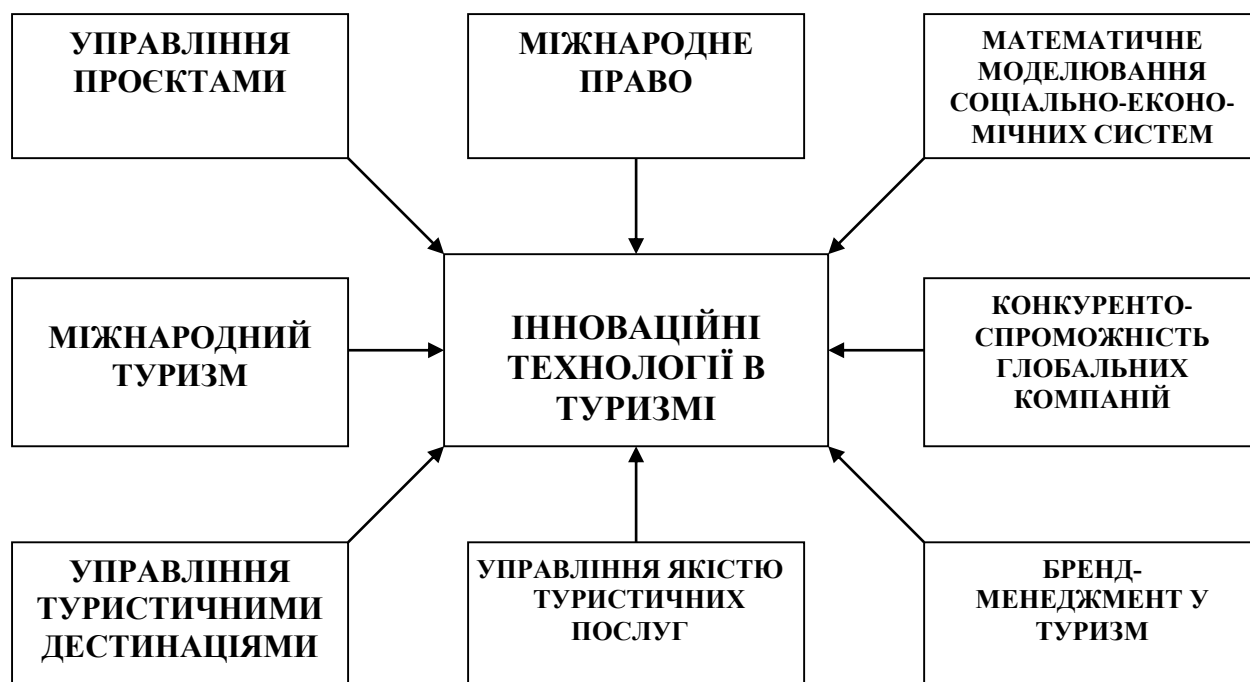 УПРАВЛІННЯ
ПРОЄКТАМИ
МІЖНАРОДНЕ
ПРАВО
МАТЕМАТИЧНЕ
МОДЕЛЮВАННЯ
СОЦІАЛЬНО-ЕКОНО-
МІЧНИХ СИСТЕМ
МІЖНАРОДНИЙ
ТУРИЗМ
ІННОВАЦІЙНІ
ТЕХНОЛОГІЇ В
ТУРИЗМІ
КОНКУРЕНТО-
СПРОМОЖНІСТЬ
ГЛОБАЛЬНИХ
КОМПАНІЙ
УПРАВЛІННЯ
ТУРИСТИЧНИМИ
ДЕСТИНАЦІЯМИ
УПРАВЛІННЯ ЯКІСТЮ
ТУРИСТИЧНИХ
ПОСЛУГ
БРЕНД-
МЕНЕДЖМЕНТ У
ТУРИЗМ